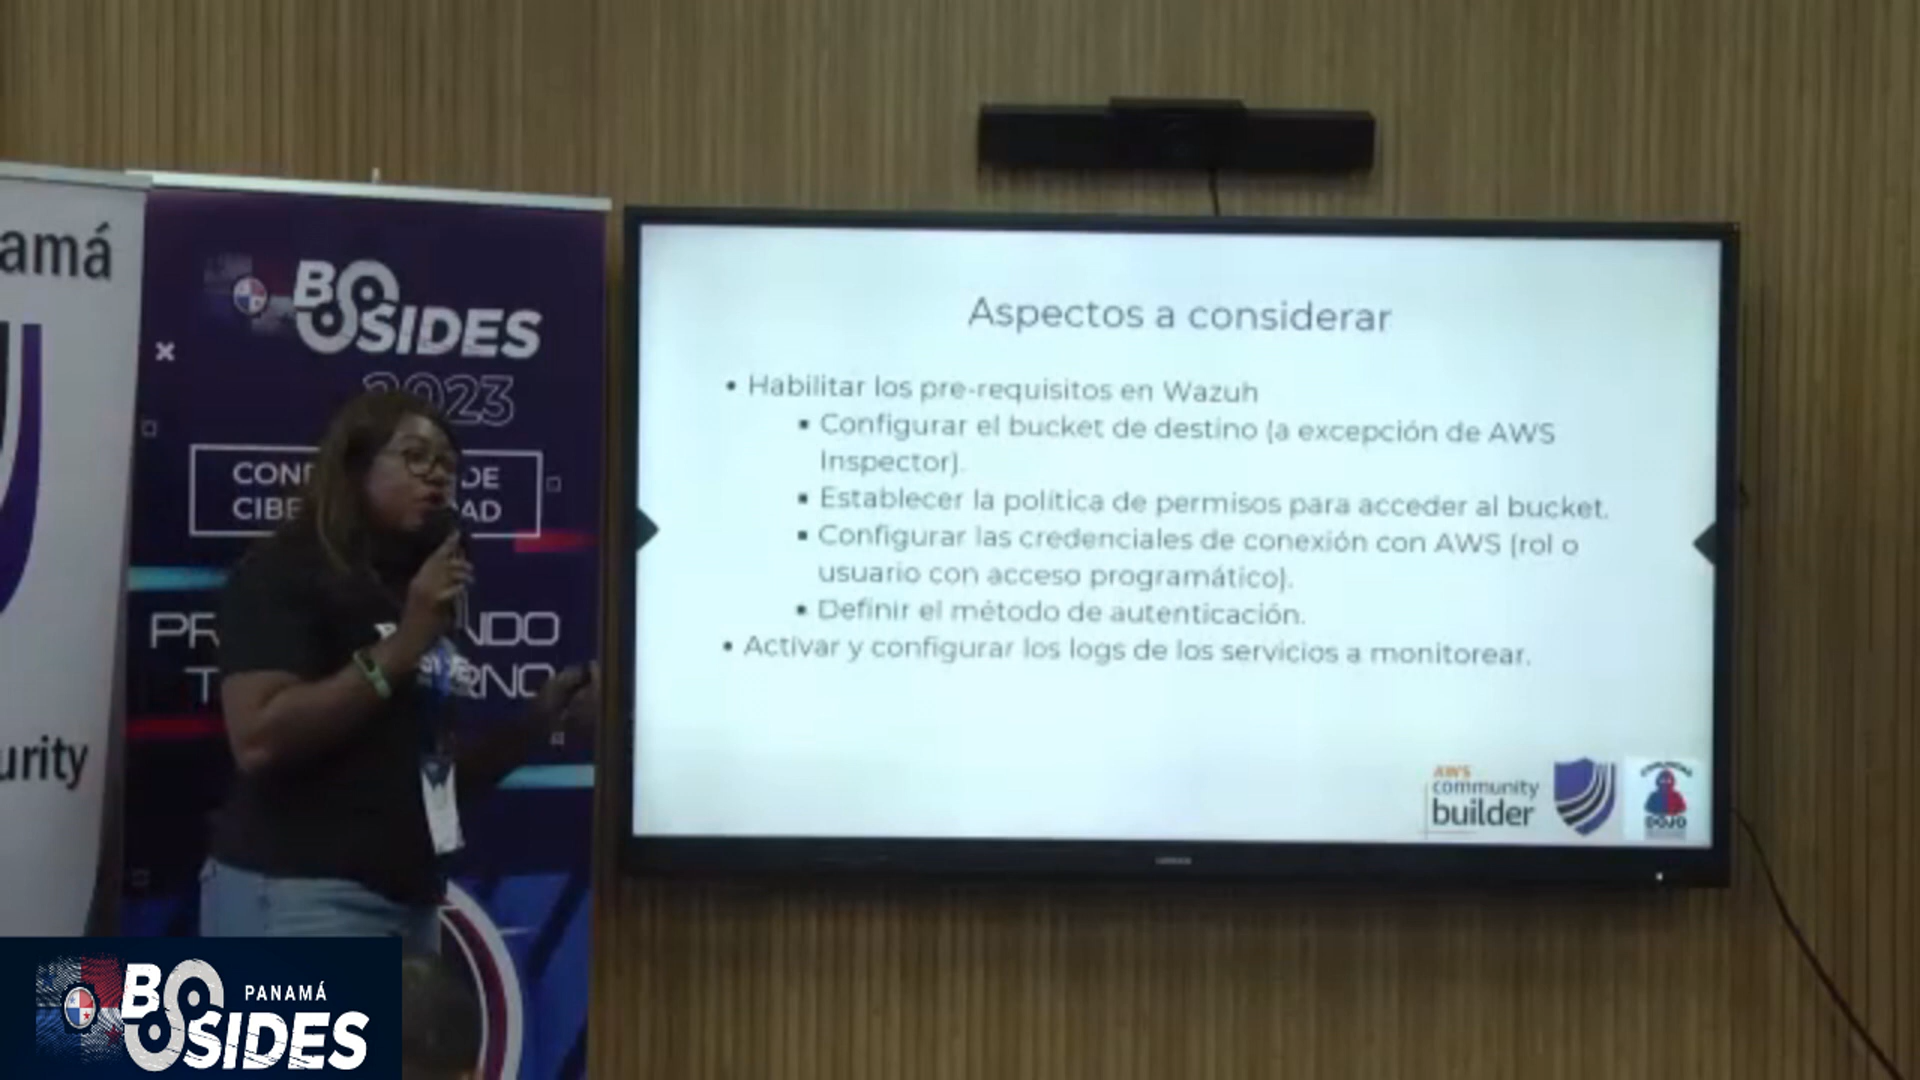 amá
urity
BSIDES
2023
CON DE
CIBE AD
PR NDO
T RNO
Aspectos a considerar
• Habilitar los pre-requisitos en Wazuh
▪ Configurar el bucket de destino (a excepción de AWS
Inspector).
▪ Establecer la política de permisos para acceder al bucket.
▪ Configurar las credenciales de conexión con AWS (rol o
usuario con acceso programático).
▪ Definir el método de autenticación.
• Activar y configurar los logs de los servicios a monitorear.
AWS
community
builder
DOJO
BSIDES
PANAMÁ